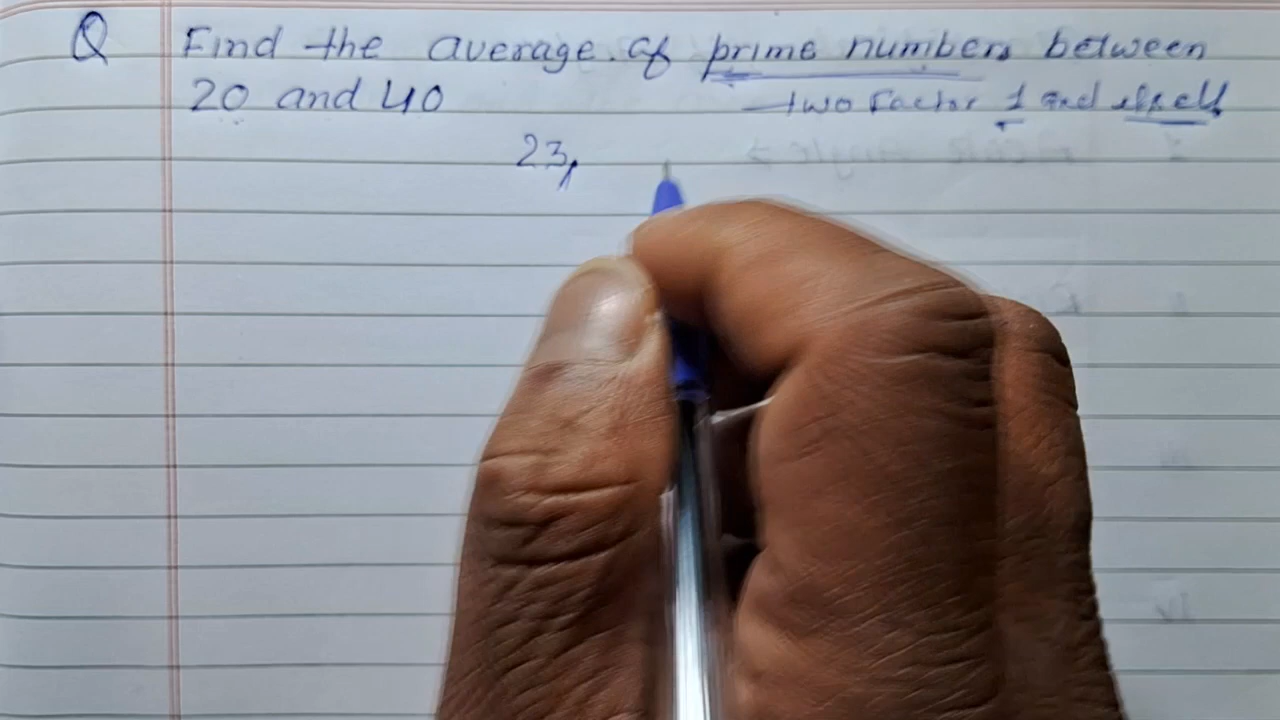 Q Find the average of prime numbers between
20 and 40 two factor 1 and itself
23,